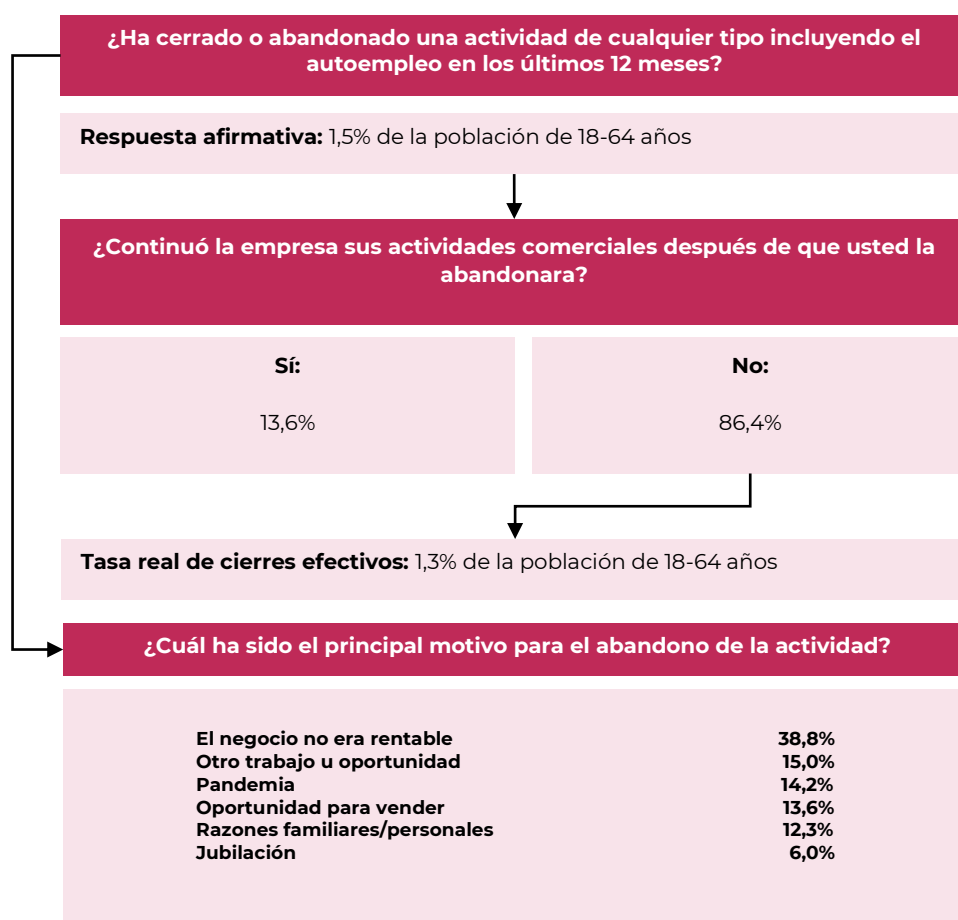 ¿Ha cerrado o abandonado una actividad de cualquier tipo incluyendo el
autoempleo en los últimos 12 meses?
Respuesta afirmativa: 1,5% de la población de 18-64 años
¿Continuó la empresa sus actividades comerciales después de que usted la
abandonara?
Sí:
13,6%
No:
86,4%
Tasa real de cierres efectivos: 1,3% de la población de 18-64 años
¿Cuál ha sido el principal motivo para el abandono de la actividad?
El negocio no era rentable 38,8%
Otro trabajo u oportunidad 15,0%
Pandemia 14,2%
Oportunidad para vender 13,6%
Razones familiares/personales 12,3%
Jubilación 6,0%